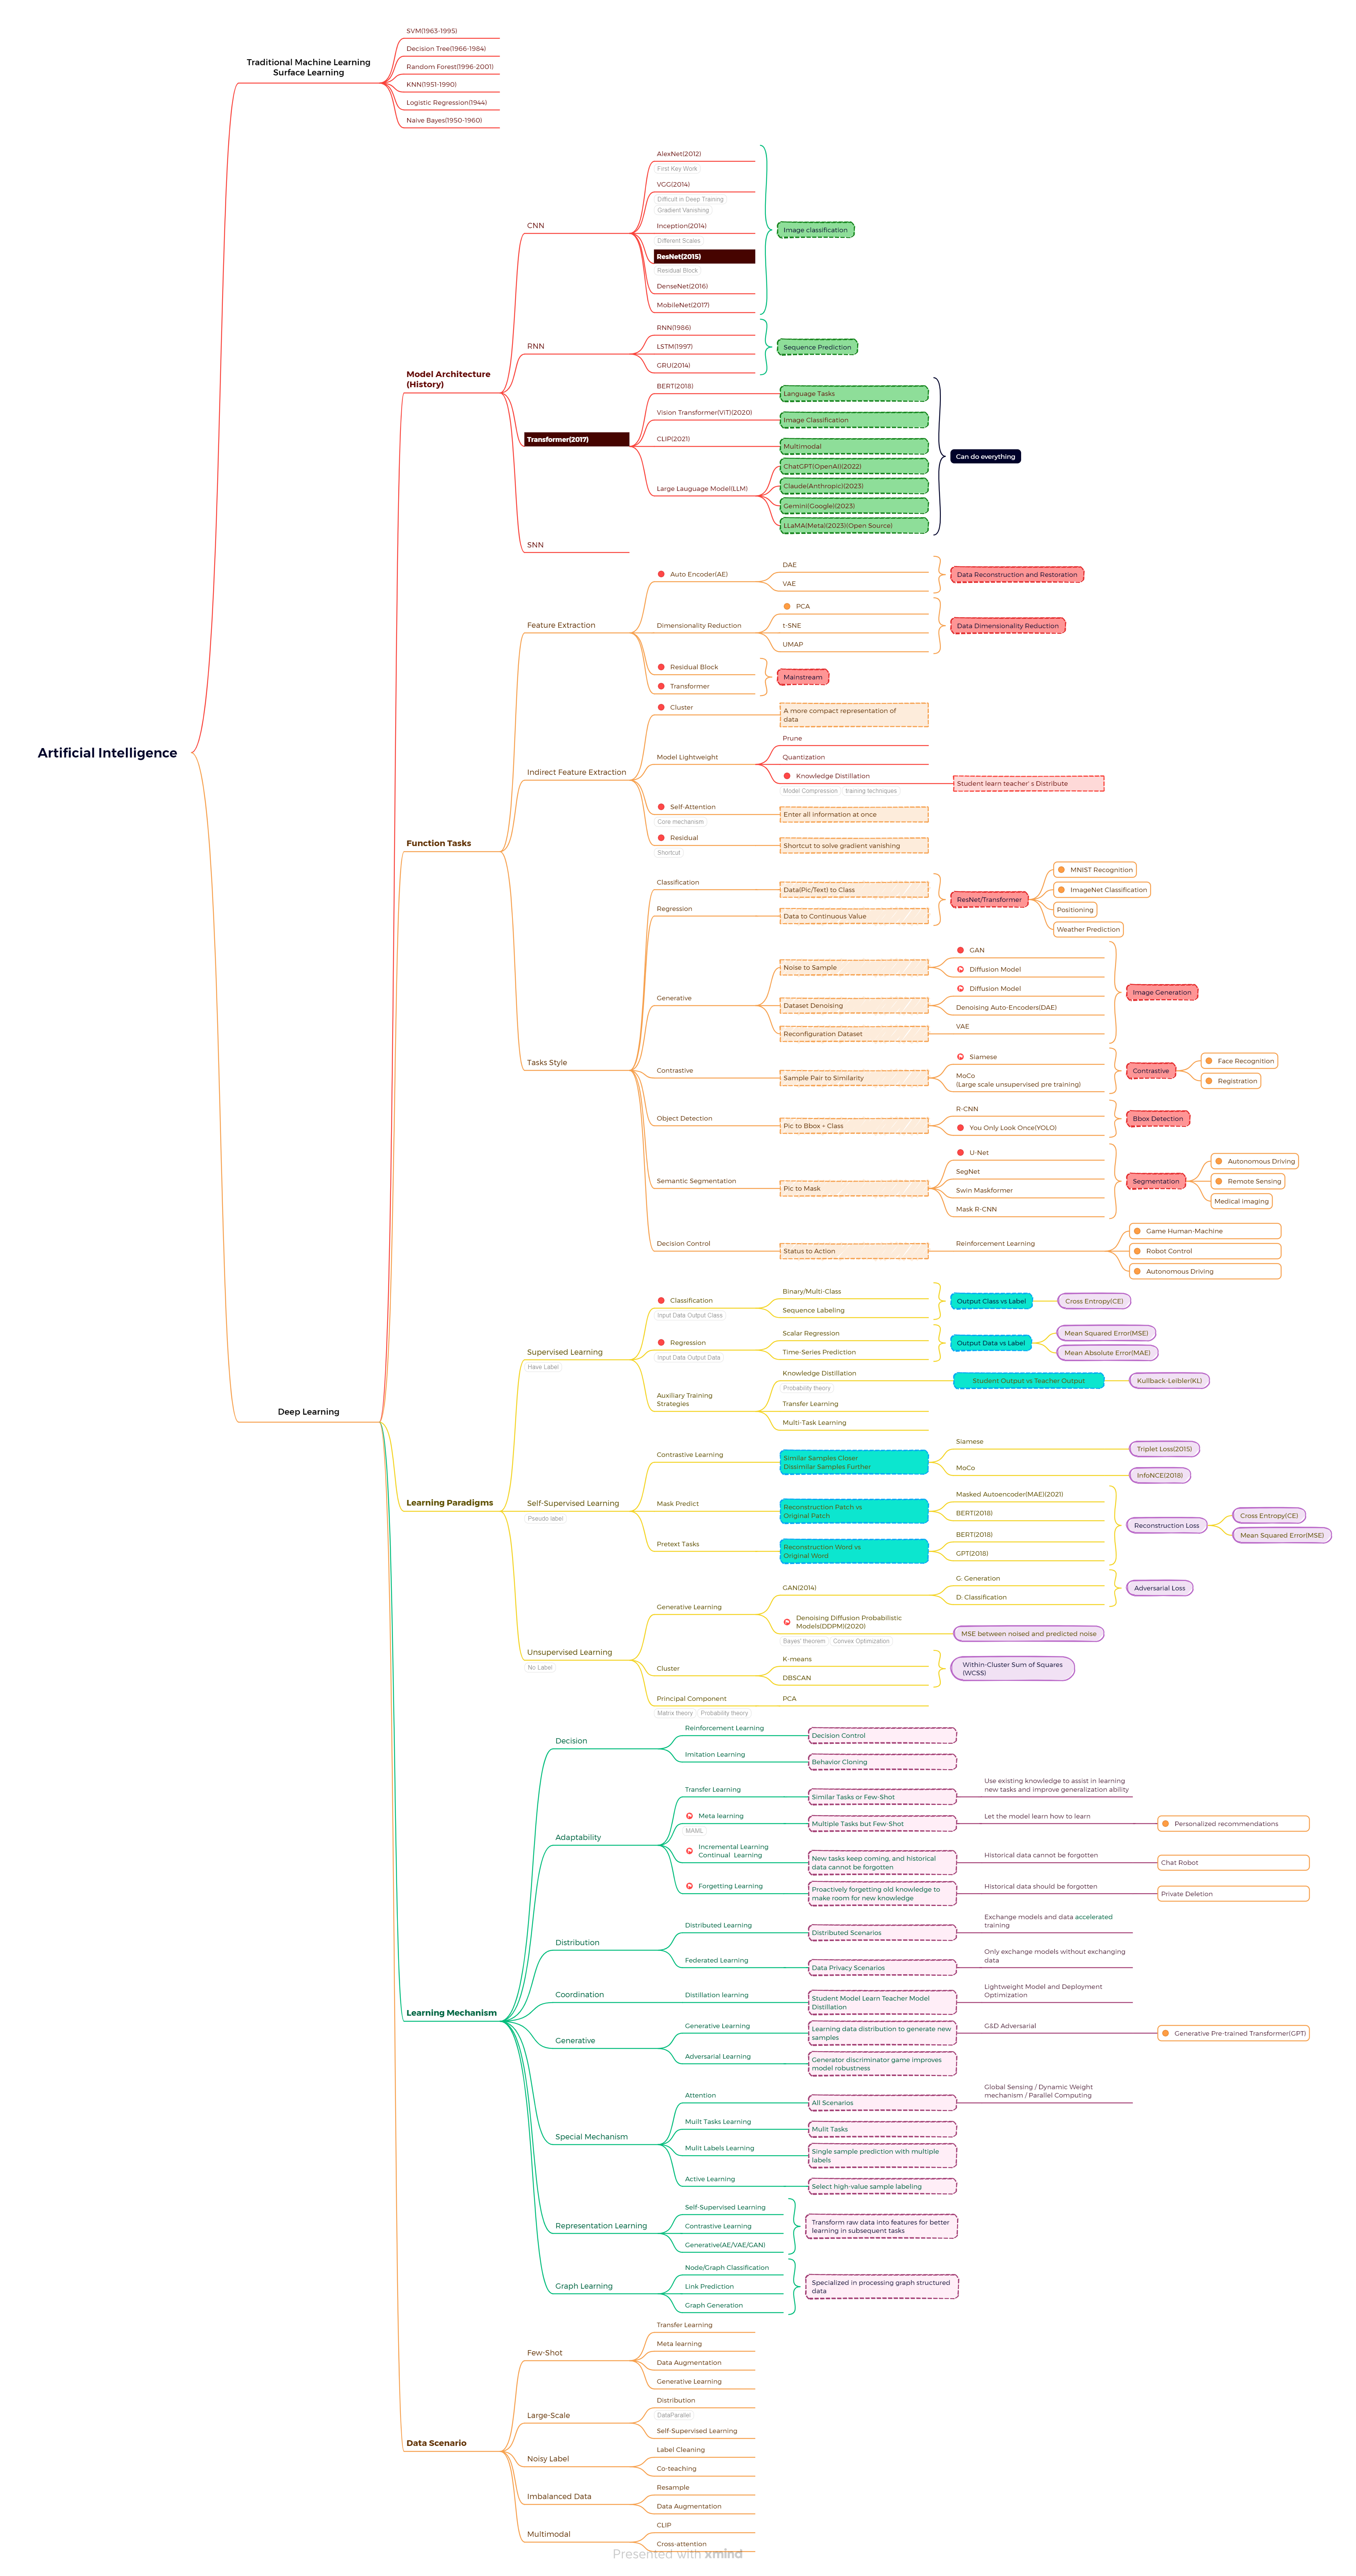 Artificial Intelligence
Traditional Machine Learning
Surface Learning
SVM(1963-1995)
Decision Tree(1966-1984)
Random Forest(1996-2001)
KNN(1951-1990)
Logistic Regression(1944)
Naive Bayes(1950-1960)
Deep Learning
Model Architecture
(History)
CNN
AlexNet(2012)
First Key Work
VGG(2014)
Difficult in Deep Training
Gradient Vanishing
Inception(2014)
Different Scales
ResNet(2015)
Residual Block
DenseNet(2016)
MobileNet(2017)
Image classification
RNN
RNN(1986)
LSTM(1997)
GRU(2014)
Sequence Prediction
Transformer(2017)
BERT(2018)
Language Tasks
Vision Transformer(ViT)(2020)
Image Classification
CLIP(2021)
Multimodal
Large Lauguage Model(LLM)
ChatGPT(OpenAI)(2022)
Claude(Anthropic)(2023)
Gemini(Google)(2023)
LLaMA(Meta)(2023)(Open Source)
Can do everything
SNN
Function Tasks
Feature Extraction
Auto Encoder(AE)
DAE
VAE
Data Reconstruction and Restoration
Dimensionality Reduction
PCA
t-SNE
UMAP
Data Dimensionality Reduction
Residual Block
Transformer
Mainstream
Indirect Feature Extraction
Cluster
A more compact representation of
data
Model Lightweight
Prune
Quantization
Knowledge Distillation
Model Compression
training techniques
Student learn teacher' s Distribute
Self-Attention
Core mechanism
Enter all information at once
Residual
Shortcut
Shortcut to solve gradient vanishing
Tasks Style
Classification
Data(Pic/Text) to Class
Regression
Data to Continuous Value
ResNet/Transformer
MNIST Recognition
ImageNet Classification
Positioning
Weather Prediction
Generative
Noise to Sample
GAN
Diffusion Model
Dataset Denoising
Diffusion Model
Denoising Auto-Encoders(DAE)
Reconfiguration Dataset
VAE
Image Generation
Contrastive
Sample Pair to Similarity
Siamese
MoCo
(Large scale unsupervised pre training)
Contrastive
Face Recognition
Registration
Object Detection
Pic to Bbox + Class
R-CNN
You Only Look Once(YOLO)
Bbox Detection
Semantic Segmentation
Pic to Mask
U-Net
SegNet
Swin Maskformer
Mask R-CNN
Segmentation
Autonomous Driving
Remote Sensing
Medical imaging
Decision Control
Status to Action
Reinforcement Learning
Game Human-Machine
Robot Control
Autonomous Driving
Learning Paradigms
Supervised Learning
Have Label
Classification
Input Data Output Class
Binary/Multi-Class
Sequence Labeling
Output Class vs Label
Cross Entropy(CE)
Regression
Input Data Output Data
Scalar Regression
Time-Series Prediction
Output Data vs Label
Mean Squared Error(MSE)
Mean Absolute Error(MAE)
Auxiliary Training
Strategies
Knowledge Distillation
Probability theory
Student Output vs Teacher Output
Kullback-Leibler(KL)
Transfer Learning
Multi-Task Learning
Self-Supervised Learning
Pseudo label
Contrastive Learning
Similar Samples Closer
Dissimilar Samples Further
Siamese
Triplet Loss(2015)
MoCo
InfoNCE(2018)
Mask Predict
Reconstruction Patch vs
Original Patch
Masked Autoencoder(MAE)(2021)
BERT(2018)
Pretext Tasks
Reconstruction Word vs
Original Word
BERT(2018)
GPT(2018)
Reconstruction Loss
Cross Entropy(CE)
Mean Squared Error(MSE)
Unsupervised Learning
No Label
Generative Learning
GAN(2014)
G: Generation
D: Classification
Adversarial Loss
Denoising Diffusion Probabilistic
Models(DDPM)(2020)
Bayes' theorem
Convex Optimization
MSE between noised and predicted noise
Cluster
K-means
DBSCAN
Within-Cluster Sum of Squares
(WCSS)
Principal Component
Matrix theory
Probability theory
PCA
Learning Mechanism
Decision
Reinforcement Learning
Decision Control
Imitation Learning
Behavior Cloning
Adaptability
Transfer Learning
Similar Tasks or Few-Shot
Use existing knowledge to assist in learning
new tasks and improve generalization ability
Meta learning
MAML
Multiple Tasks but Few-Shot
Let the model learn how to learn
Personalized recommendations
Incremental Learning
Continual  Learning
New tasks keep coming, and historical
data cannot be forgotten
Historical data cannot be forgotten
Chat Robot
Forgetting Learning
Proactively forgetting old knowledge to
make room for new knowledge
Historical data should be forgotten
Private Deletion
Distribution
Distributed Learning
Distributed Scenarios
Exchange models and data accelerated
training
Federated Learning
Data Privacy Scenarios
Only exchange models without exchanging
data
Coordination
Distillation learning
Student Model Learn Teacher Model
Distillation
Lightweight Model and Deployment
Optimization
Generative
Generative Learning
Learning data distribution to generate new
samples
G&D Adversarial
Generative Pre-trained Transformer(GPT)
Adversarial Learning
Generator discriminator game improves
model robustness
Special Mechanism
Attention
All Scenarios
Global Sensing / Dynamic Weight
mechanism / Parallel Computing
Muilt Tasks Learning
Mulit Tasks
Mulit Labels Learning
Single sample prediction with multiple
labels
Active Learning
Select high-value sample labeling
Representation Learning
Self-Supervised Learning
Contrastive Learning
Generative(AE/VAE/GAN)
Transform raw data into features for better
learning in subsequent tasks
Graph Learning
Node/Graph Classification
Link Prediction
Graph Generation
Specialized in processing graph structured
data
Data Scenario
Few-Shot
Transfer Learning
Meta learning
Data Augmentation
Generative Learning
Large-Scale
Distribution
DataParallel
Self-Supervised Learning
Noisy Label
Label Cleaning
Co-teaching
Imbalanced Data
Resample
Data Augmentation
Multimodal
CLIP
Cross-attention
Presented with xmind